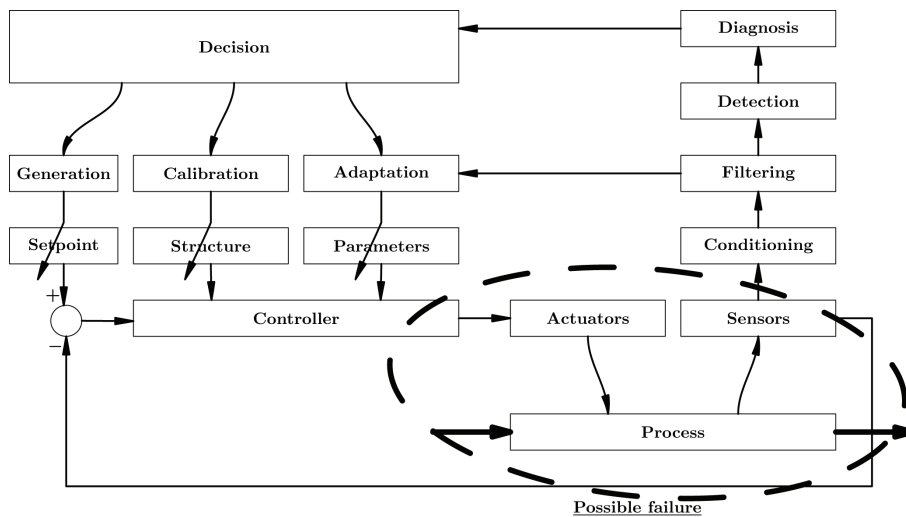 Decision
Diagnosis
Detection
Generation
Calibration
Adaptation
Filtering
Setpoint
Structure
Parameters
Conditioning
+
Controller
Actuators
Sensors
−
Process
Possible failure